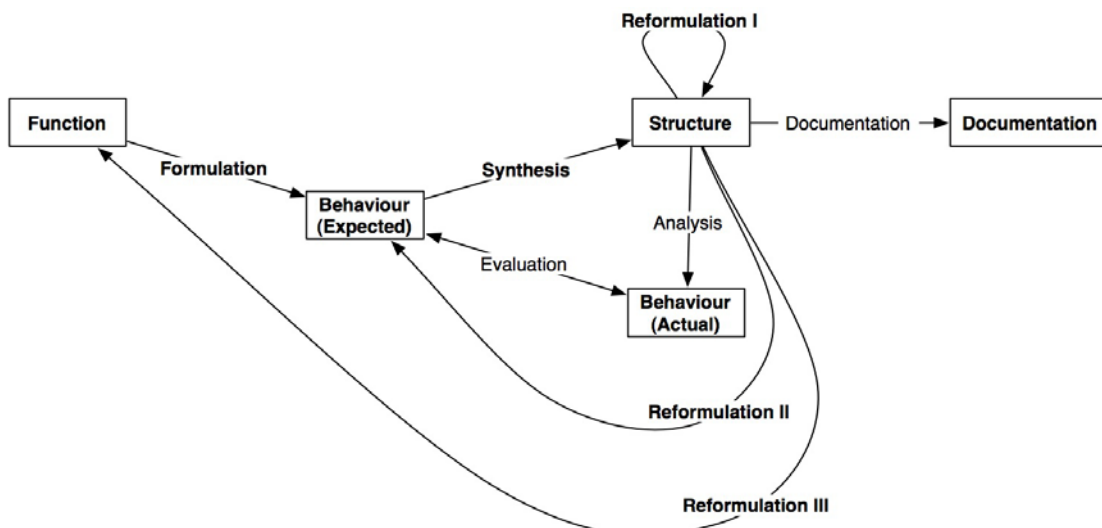 Reformulation I
Function
Structure
Documentation
Documentation
Formulation
Synthesis
Behaviour
(Expected)
Analysis
Evaluation
Behaviour
(Actual)
Reformulation II
Reformulation III